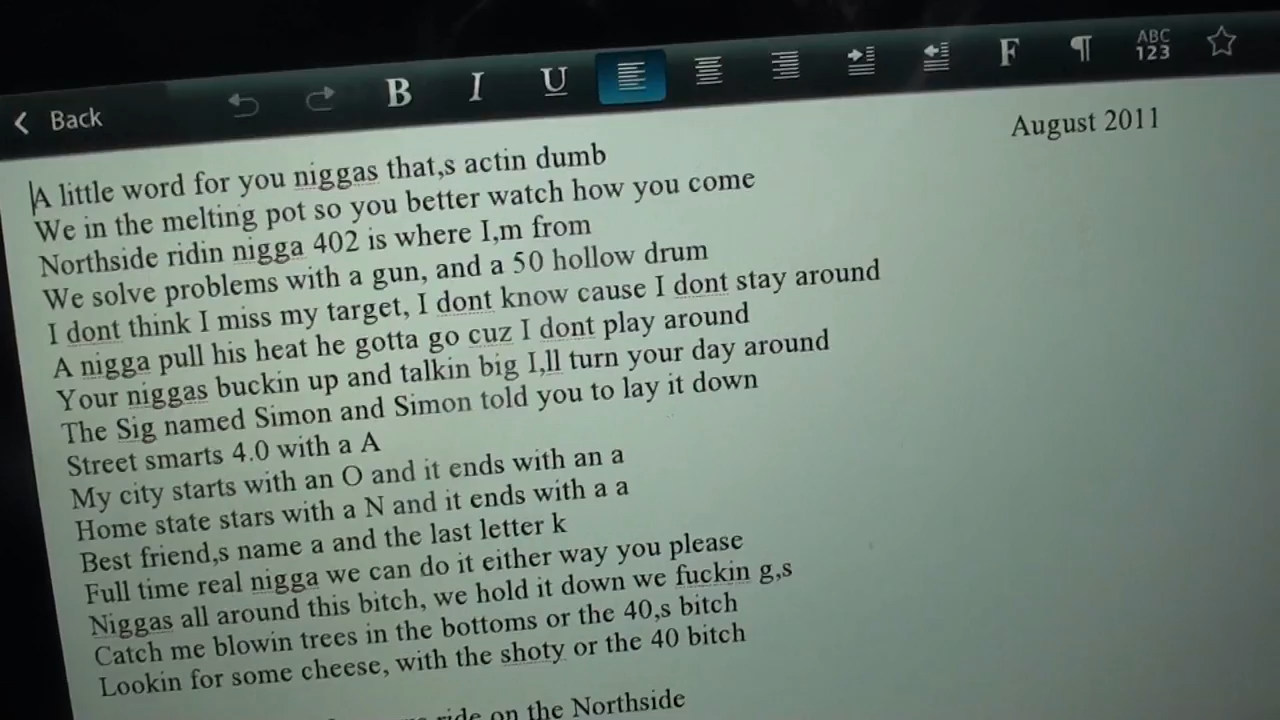 Back
B I U F ¶ ABC 123
August 2011
A little word for you niggas that,s actin dumb
We in the melting pot so you better watch how you come
Northside ridin nigga 402 is where I,m from
We solve problems with a gun, and a 50 hollow drum
I dont think I miss my target, I dont know cause I dont stay around
A nigga pull his heat he gotta go cuz I dont play around
Your niggas buckin up and talkin big I,ll turn your day around
The Sig named Simon and Simon told you to lay it down
Street smarts 4.0 with a A
My city starts with an O and it ends with an a
Home state stars with a N and it ends with a a
Best friend,s name a and the last letter k
Full time real nigga we can do it either way you please
Niggas all around this bitch, we hold it down we fuckin g,s
Catch me blowin trees in the bottoms or the 40,s bitch
Lookin for some cheese, with the shoty or the 40 bitch
ride on the Northside